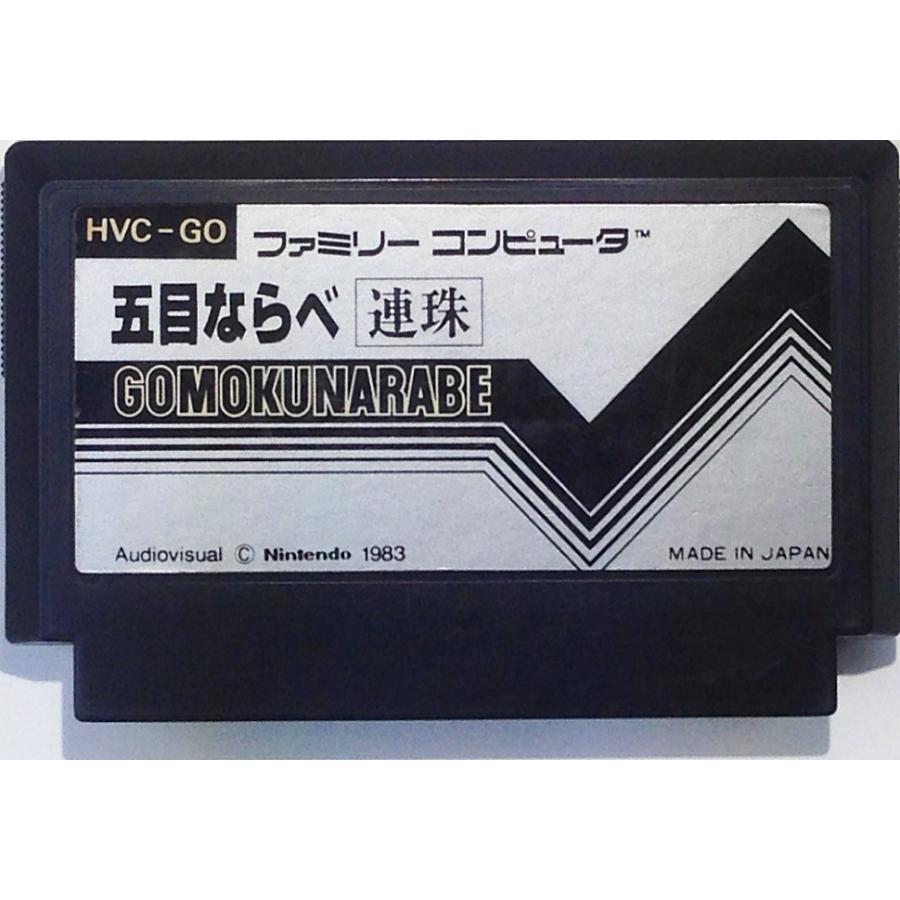 HVC-GO
ファミリー コンピュータ™
五目ならべ 連珠
GOMOKUNARABE
Audiovisual © Nintendo 1983
MADE IN JAPAN